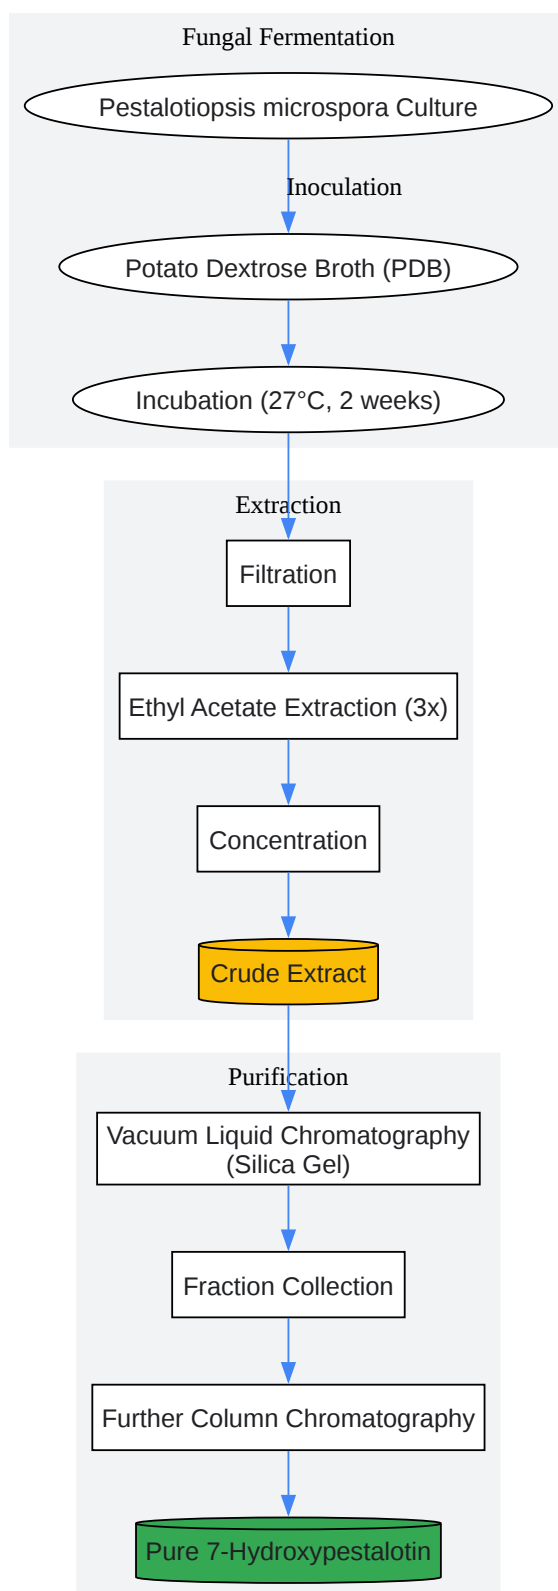 Fungal Fermentation
Pestalotiopsis microspora Culture
Inoculation
Potato Dextrose Broth (PDB)
Incubation (27°C, 2 weeks)
Extraction
Filtration
Ethyl Acetate Extraction (3x)
Concentration
Crude Extract
Purification
Vacuum Liquid Chromatography
(Silica Gel)
Fraction Collection
Further Column Chromatography
Pure 7-Hydroxypestalotin